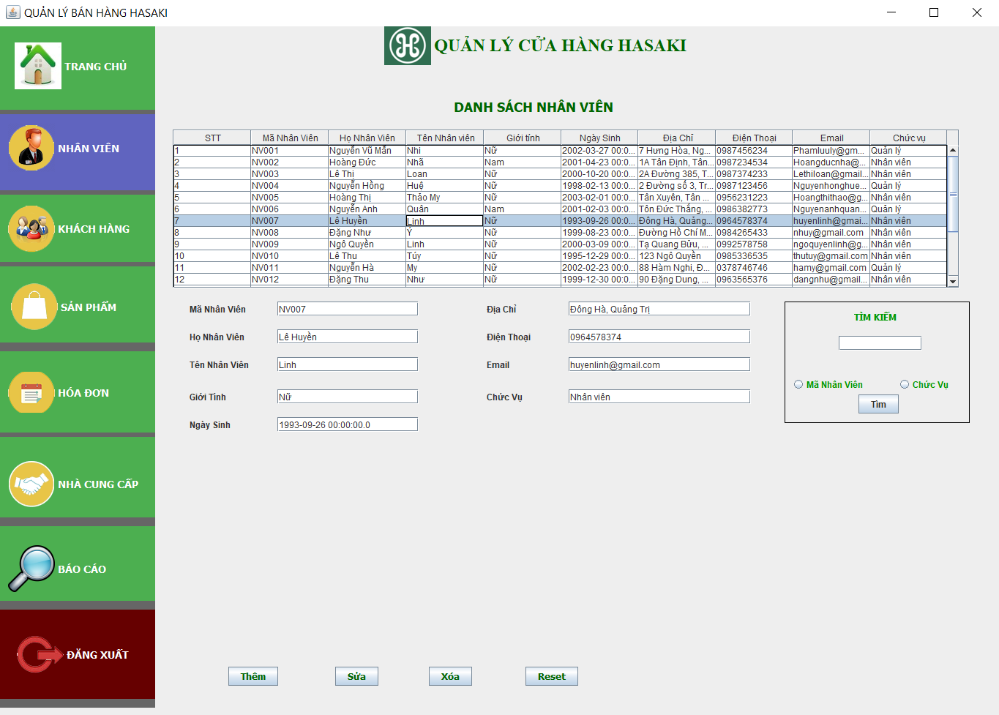 QUẢN LÝ BÁN HÀNG HASAKI
QUẢN LÝ CỬA HÀNG HASAKI
TRANG CHỦ
NHÂN VIÊN
KHÁCH HÀNG
SẢN PHẨM
HÓA ĐƠN
NHÀ CUNG CẤP
BÁO CÁO
ĐĂNG XUẤT
DANH SÁCH NHÂN VIÊN
STT Mã Nhân Viên Họ Nhân Viên Tên Nhân viên Giới tính Ngày Sinh Địa Chỉ Điện Thoại Email Chức vụ
1 NV001 Nguyễn Vũ Mẫn Nhi Nữ 2002-03-27 00:0... 7 Hưng Hòa, Ng... 0987456234 Phamluuly@gm... Quản lý
2 NV002 Hoàng Đức Nhã Nam 2001-04-23 00:0... 1A Tân Định, Tân... 0987234534 Hoangducnha@... Nhân viên
3 NV003 Lê Thị Loan Nữ 2000-10-20 00:0... 2A Đường 385, T... 0987374233 Lethiloan@gmail... Nhân viên
4 NV004 Nguyễn Hồng Huệ Nữ 1998-02-13 00:0... 2 Đường số 3, Tr... 0987123456 Nguyenhonghue... Quản lý
5 NV005 Hoàng Thị Thảo My Nữ 2003-02-01 00:0... Tân Xuyên, Tân ... 0956231223 Hoangthithao@g... Nhân viên
6 NV006 Nguyễn Anh Quân Nam 2001-02-03 00:0... Tôn Đức Thắng, ... 0986382773 Nguyenanhquan... Quản lý
7 NV007 Lê Huyền Linh Nữ 1993-09-26 00:0... Đông Hà, Quảng... 0964578374 huyenlinh@gmai... Nhân viên
8 NV008 Đặng Như Ý Nữ 1999-08-23 00:0... Đường Hồ Chí M... 0984265433 nhuy@gmail.com Nhân viên
9 NV009 Ngô Quyền Linh Nữ 2000-03-09 00:0... Tạ Quang Bửu, ... 0992578758 ngoquyenlinh@g... Nhân viên
10 NV010 Lê Thu Túy Nữ 1995-12-29 00:0... 123 Ngô Quyền 0985336535 thutuy@gmail.com Nhân viên
11 NV011 Nguyễn Hà My Nữ 2002-02-23 00:0... 88 Hàm Nghi, Đ... 0378746746 hamy@gmail.com Quản lý
12 NV012 Đặng Thu Như Nữ 1999-12-30 00:0... 90 Đặng Dung, ... 0963565376 dangnhu@gmail... Nhân viên
Mã Nhân Viên NV007
Họ Nhân Viên Lê Huyền
Tên Nhân Viên Linh
Giới Tính Nữ
Ngày Sinh 1993-09-26 00:00:00.0
Địa Chỉ Đông Hà, Quảng Trị
Điện Thoại 0964578374
Email huyenlinh@gmail.com
Chức Vụ Nhân viên
TÌM KIẾM
Mã Nhân Viên Chức Vụ
Tìm
Thêm Sửa Xóa Reset